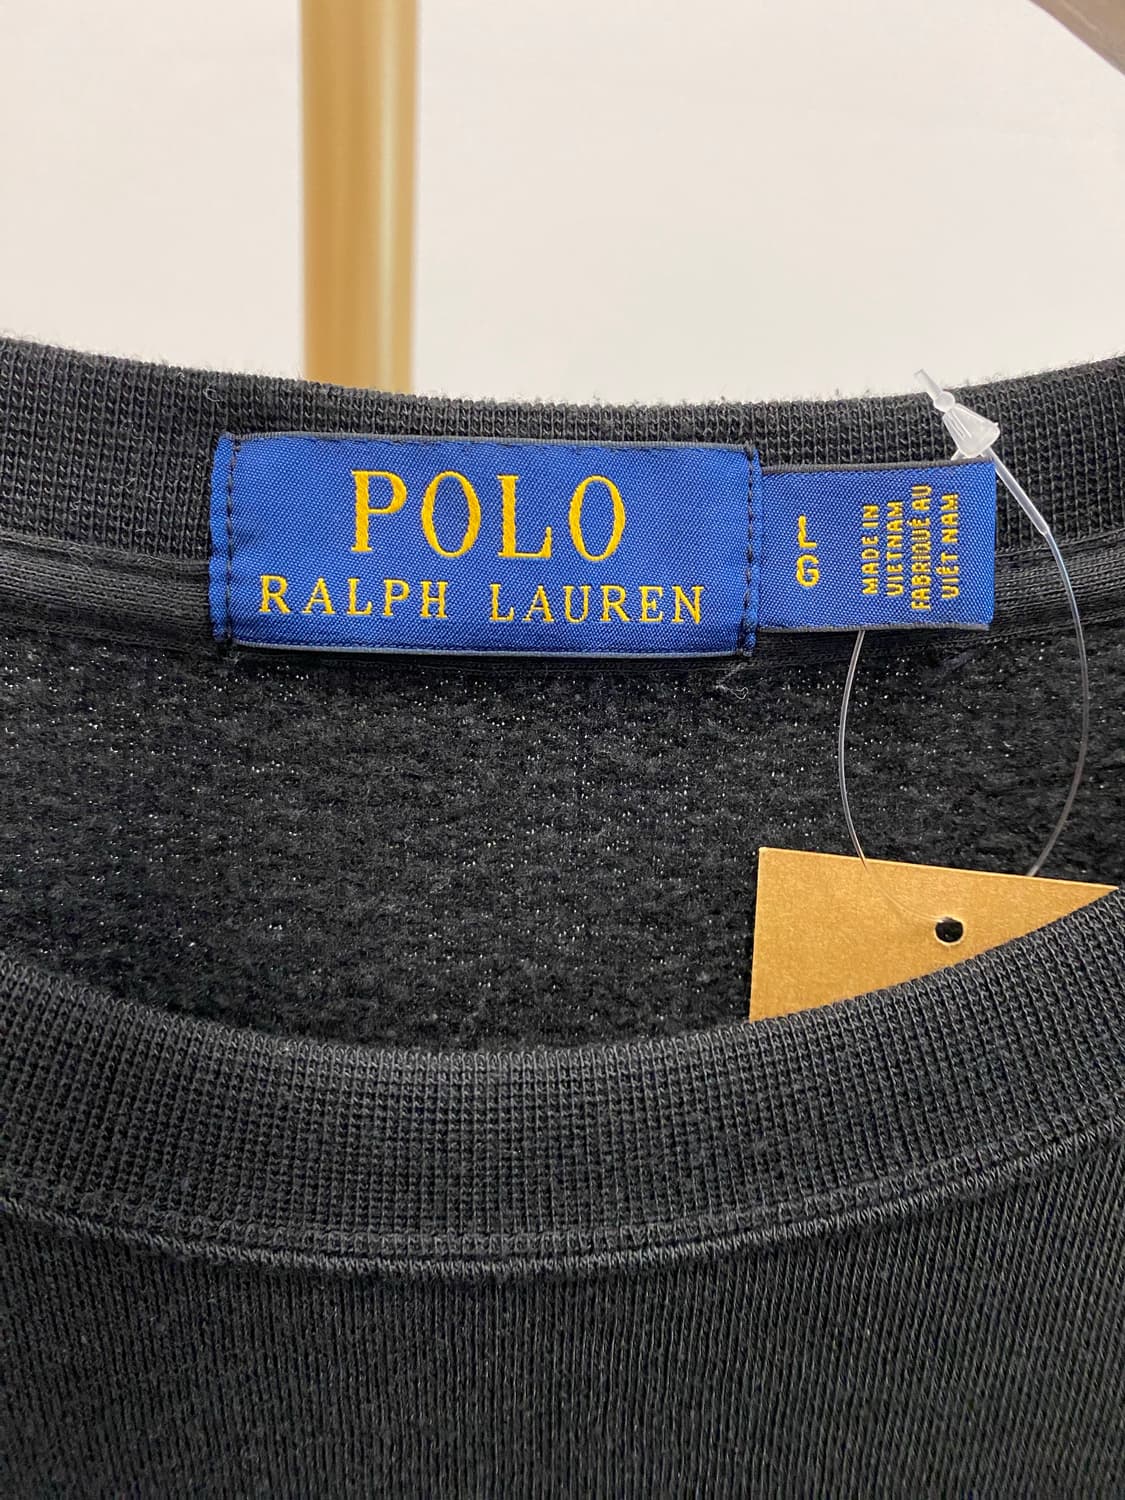 POLO
RALPH LAUREN
L
G
MADE IN
VIETNAM
FABRIQUÉ AU
VIÊT NAM